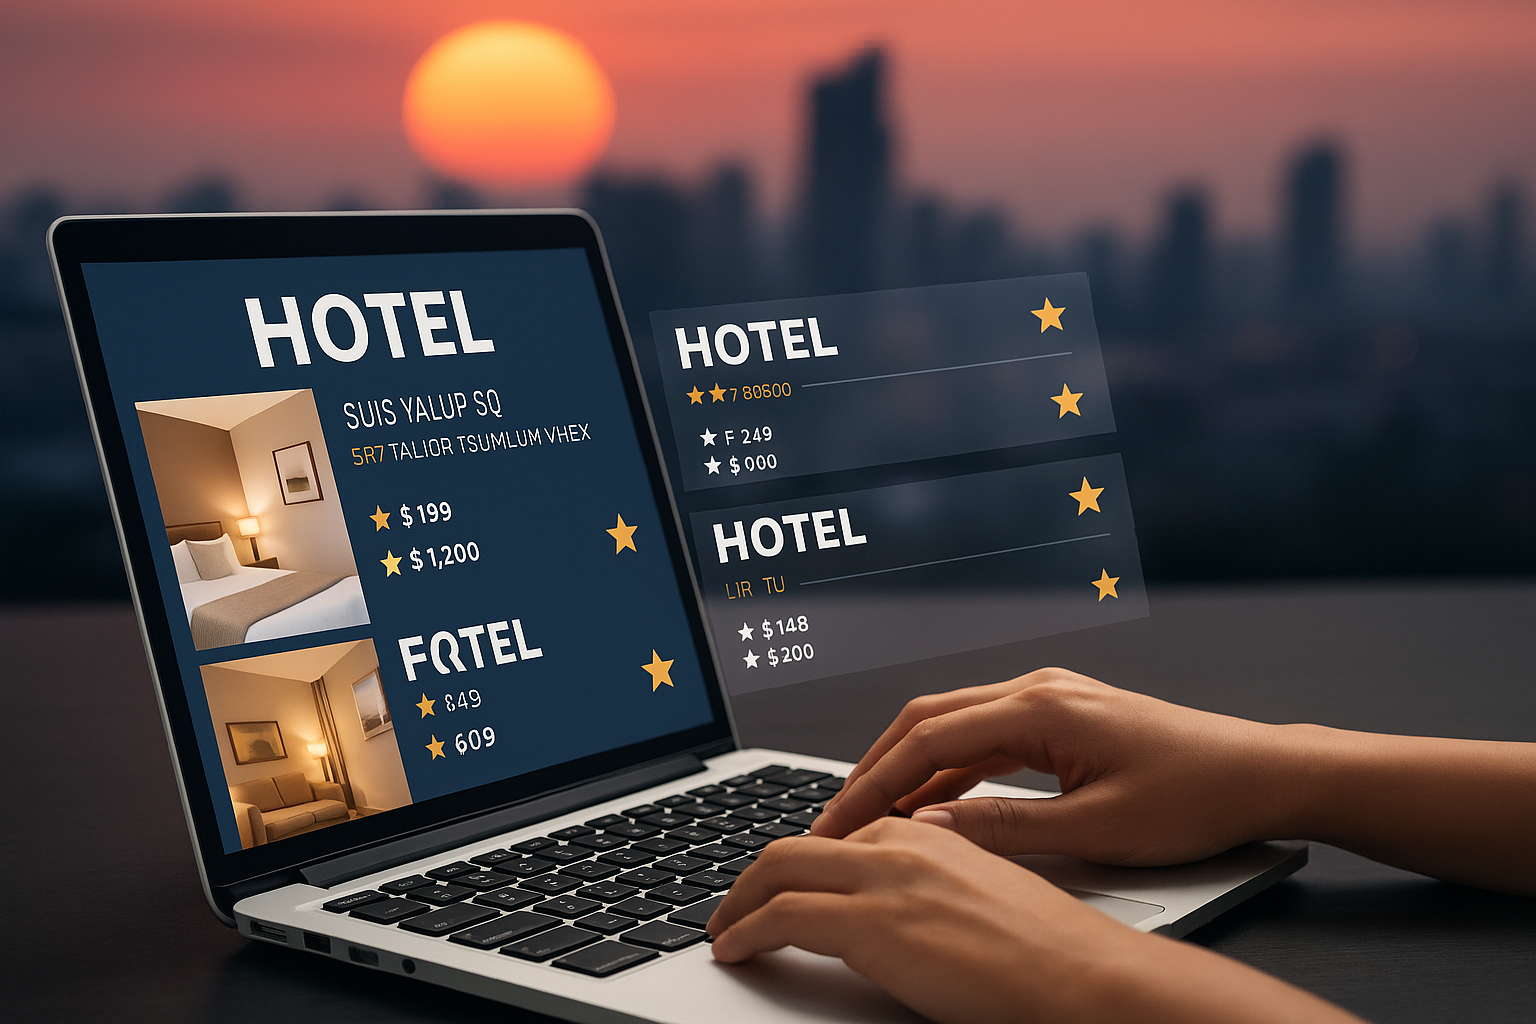 HOTEL
SUIS YALUP SQ
5R7 TALIOR TSUMLUM VHEX
$199
$1,200
FOTEL
849
609
HOTEL
7 80800
F 249
$000
HOTEL
LIR TU
$148
$200